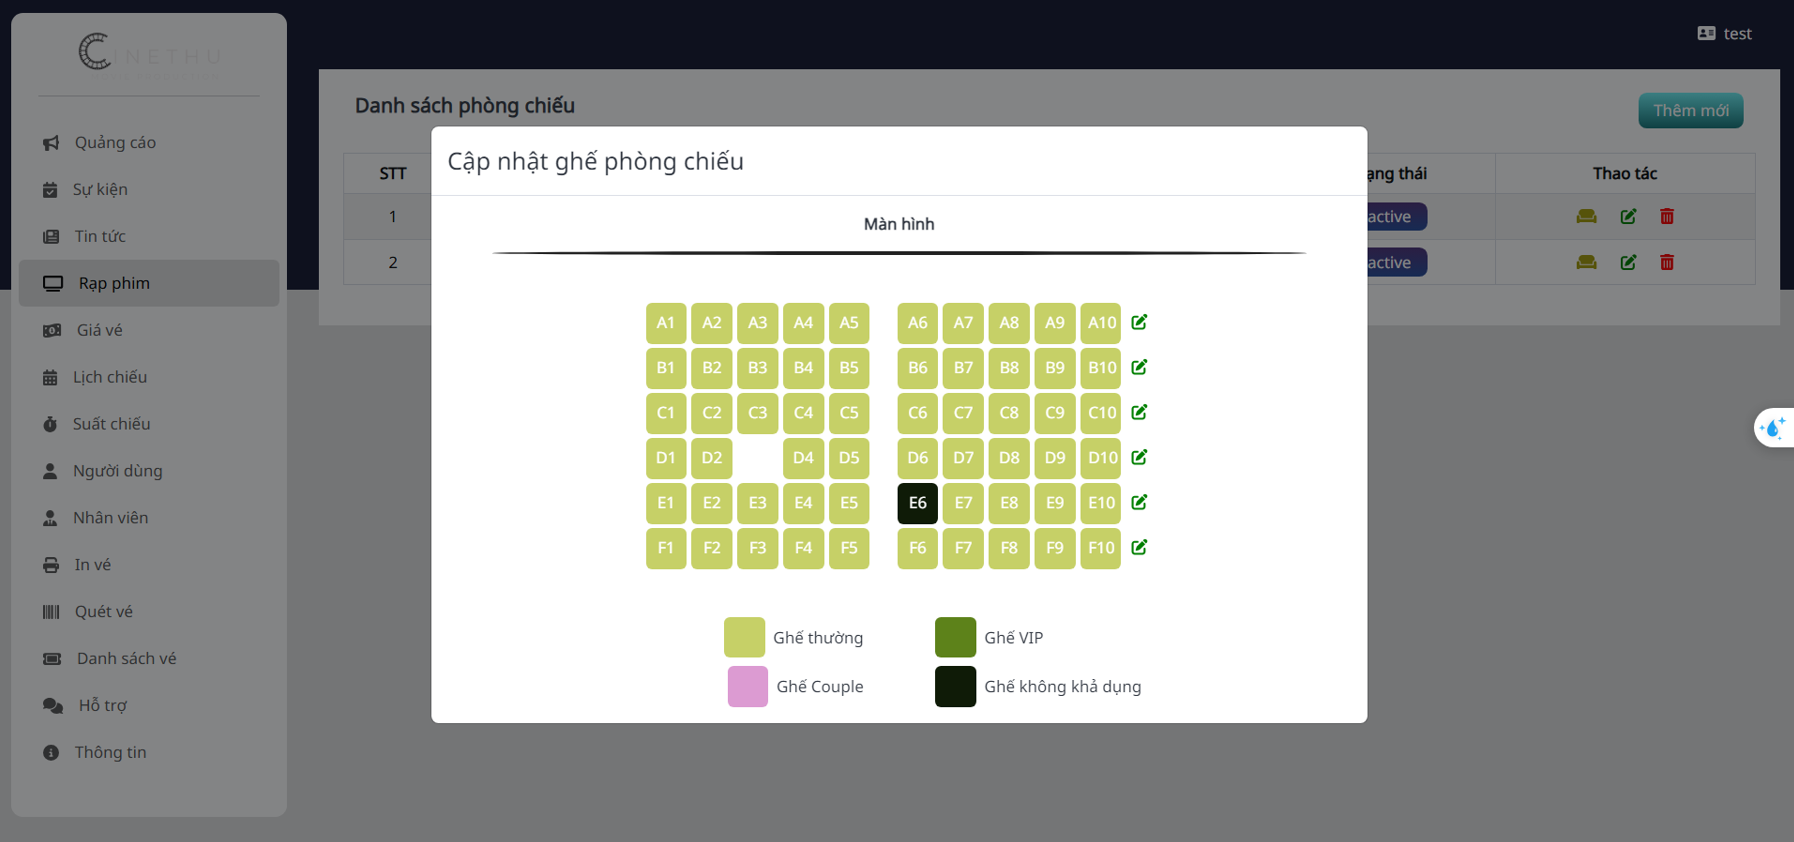 CINETHU
test
Quảng cáo
Sự kiện
Tin tức
Rạp phim
Giá vé
Lịch chiếu
Suất chiếu
Người dùng
Nhân viên
In vé
Quét vé
Danh sách vé
Hỗ trợ
Thông tin
Danh sách phòng chiếu
Thêm mới
STT
ạng thái
Thao tác
1
active
2
active
Cập nhật ghế phòng chiếu
Màn hình
A1 A2 A3 A4 A5 A6 A7 A8 A9 A10
B1 B2 B3 B4 B5 B6 B7 B8 B9 B10
C1 C2 C3 C4 C5 C6 C7 C8 C9 C10
D1 D2 D4 D5 D6 D7 D8 D9 D10
E1 E2 E3 E4 E5 E6 E7 E8 E9 E10
F1 F2 F3 F4 F5 F6 F7 F8 F9 F10
Ghế thường
Ghế VIP
Ghế Couple
Ghế không khả dụng